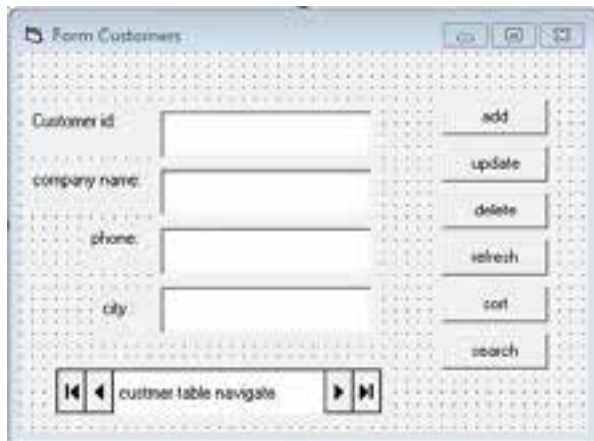 Form Customers
Customer id:
add
company name:
update
delete
phone:
refresh
city
sort
search
custmer table navigate